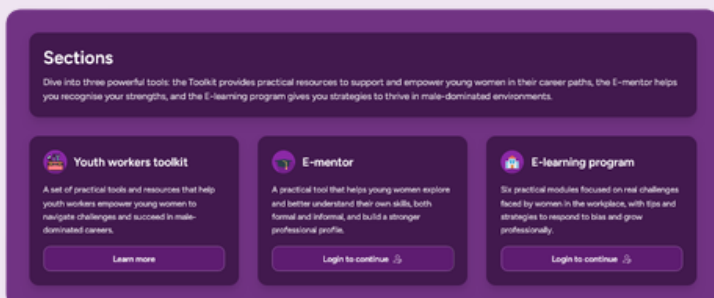 Sections
Dive into three powerful tools: the Toolkit provides practical resources to support and empower young women in their career paths, the E-mentor helps
you recognise your strengths, and the E-learning program gives you strategies to thrive in male-dominated environments.
Youth workers toolkit
A set of practical tools and resources that help
youth workers empower young women to
navigate challenges and succeed in male-
dominated careers.
Learn more
E-mentor
A practical tool that helps young women explore
and better understand their own skills, both
formal and informal, and build a stronger
professional profile.
Login to continue
E-learning program
Six practical modules focused on real challenges
faced by women in the workplace, with tips and
strategies to respond to bias and grow
professionally.
Login to continue